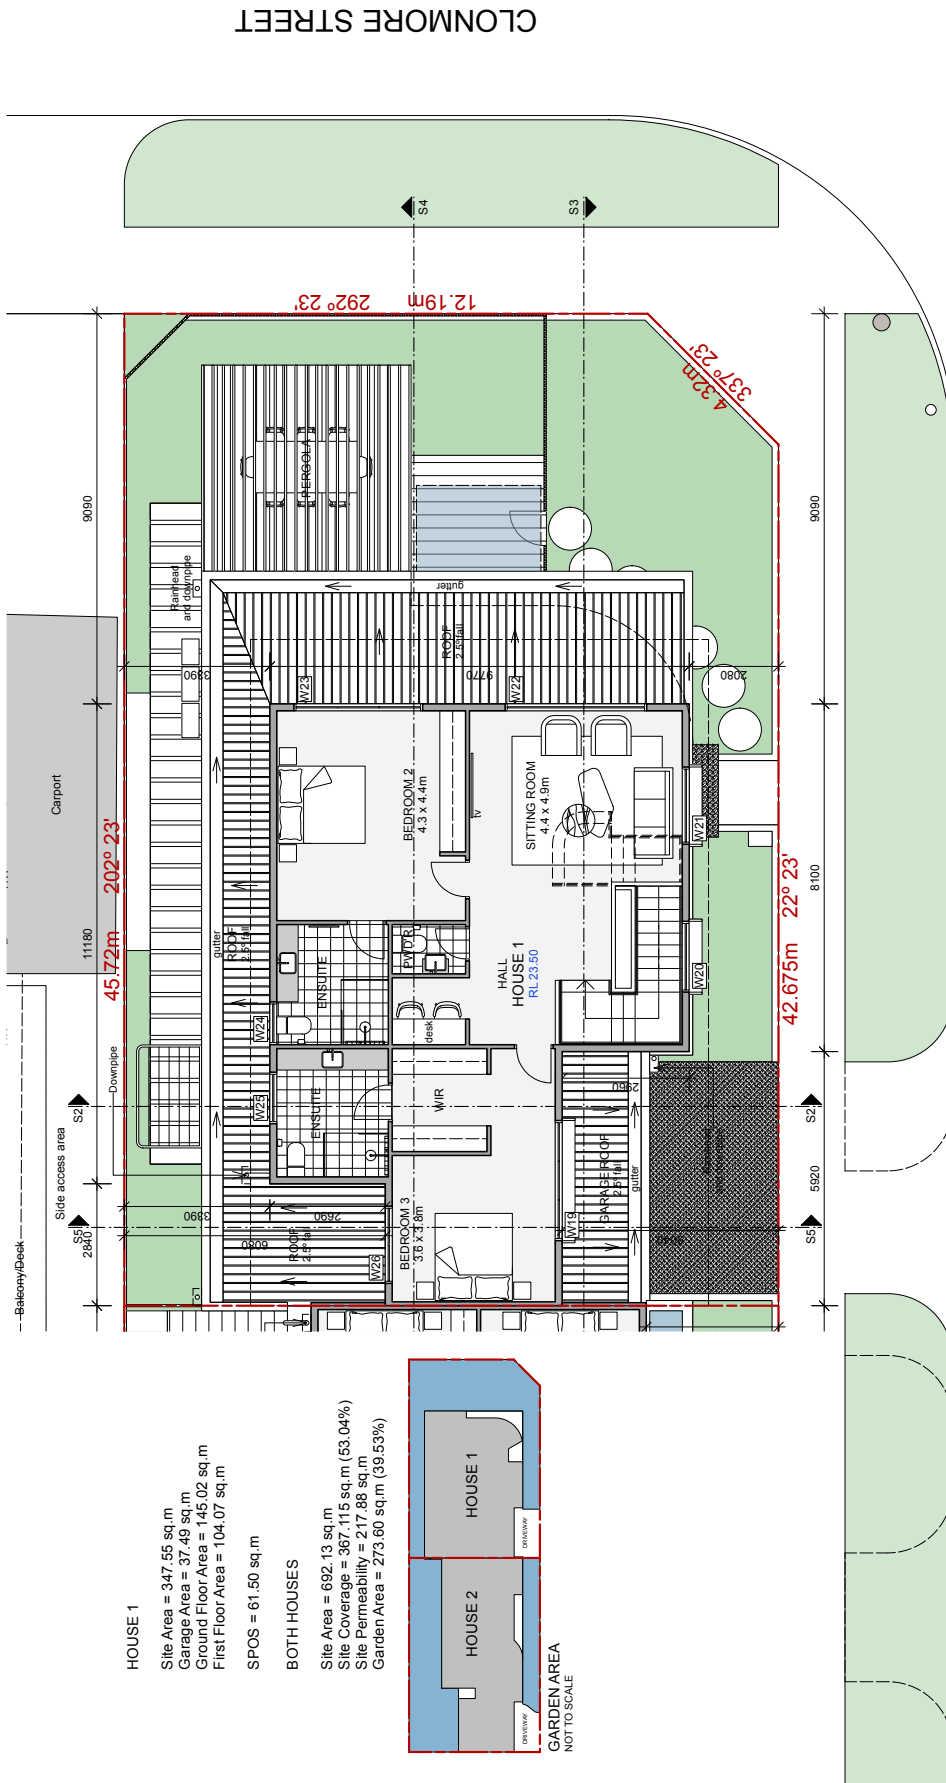 CLONMORE STREET
S4
S3
292° 23'
12.19m
337° 23'
4.32m
9090
9090
PERGOLA
Rainhead
and downpipe
gutter
ROOF
2.5° fall
3890
9770
2080
W23
W22
Carport
45.72m 202° 23'
BEDROOM 2
4.3 x 4.4m
tv
SITTING ROOM
4.4 x 4.9m
W21
11180
8100
gutter
ROOF
2.5° fall
ENSUITE
PWD'R
HALL
HOUSE 1
RL 23.50
W20
42.675m 22° 23'
W24
desk
Downpipe
S2
W25
ENSUITE
WIR
2960
S2
Side access area
S5
2840
3890
2690
6080
ROOF
2.5° fall
W26
BEDROOM 3
3.6 x 3.8m
W19
GARAGE ROOF
2.5° fall
gutter
5920
S5
Balcony/Deck
HOUSE 1
Site Area = 347.55 sq.m
Garage Area = 37.49 sq.m
Ground Floor Area = 145.02 sq.m
First Floor Area = 104.07 sq.m
SPOS = 61.50 sq.m
BOTH HOUSES
Site Area = 692.13 sq.m
Site Coverage = 367.115 sq.m (53.04%)
Site Permeability = 217.88 sq.m
Garden Area = 273.60 sq.m (39.53%)
HOUSE 1
DRIVEWAY
HOUSE 2
DRIVEWAY
GARDEN AREA
NOT TO SCALE